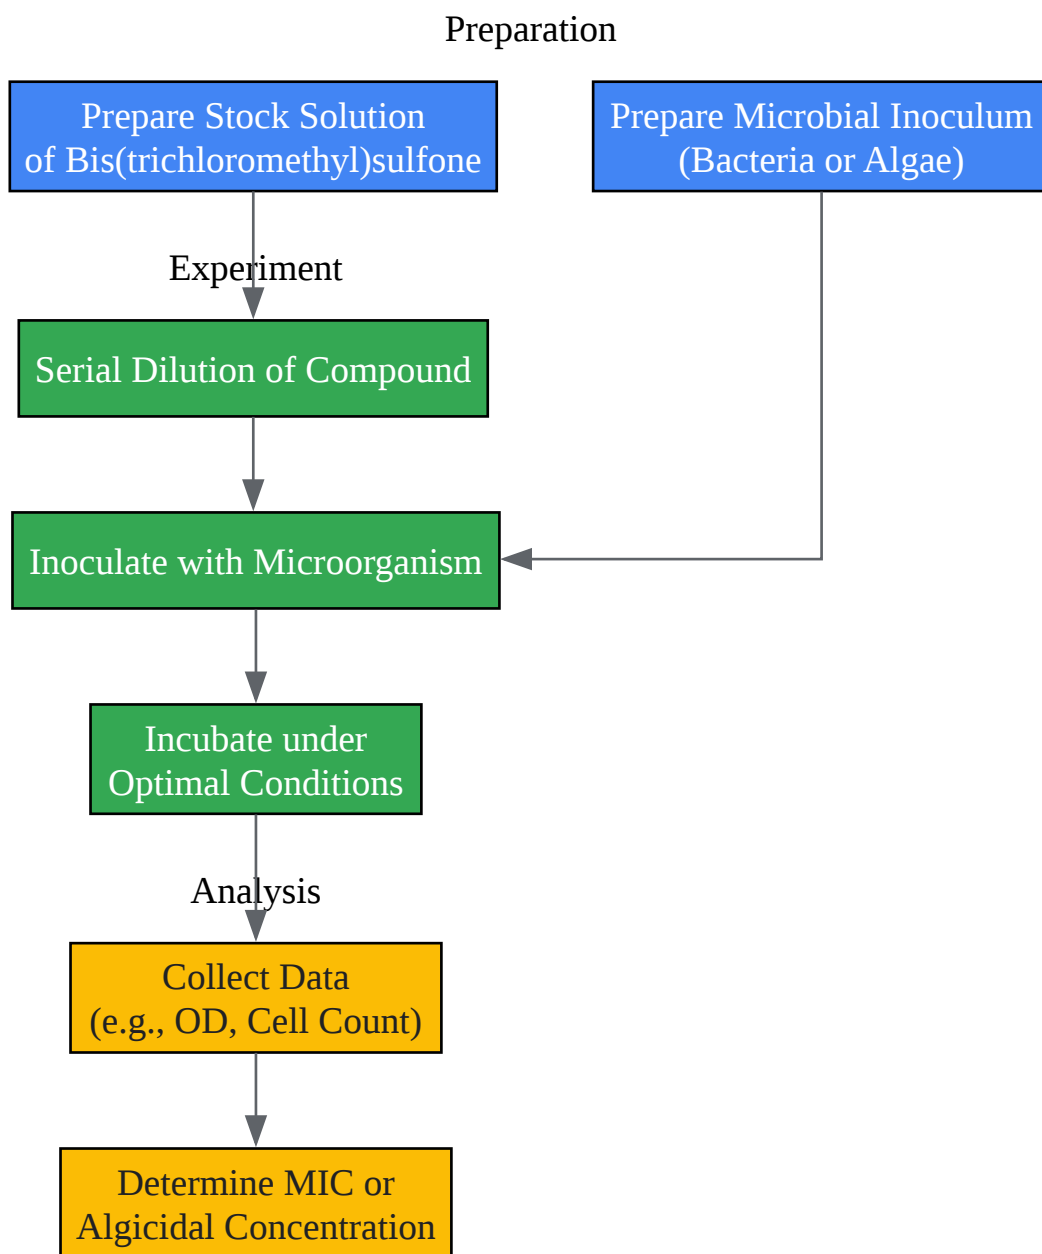 Preparation
Prepare Stock Solution
of Bis(trichloromethyl)sulfone
Prepare Microbial Inoculum
(Bacteria or Algae)
Experiment
Serial Dilution of Compound
Inoculate with Microorganism
Incubate under
Optimal Conditions
Analysis
Collect Data
(e.g., OD, Cell Count)
Determine MIC or
Algicidal Concentration